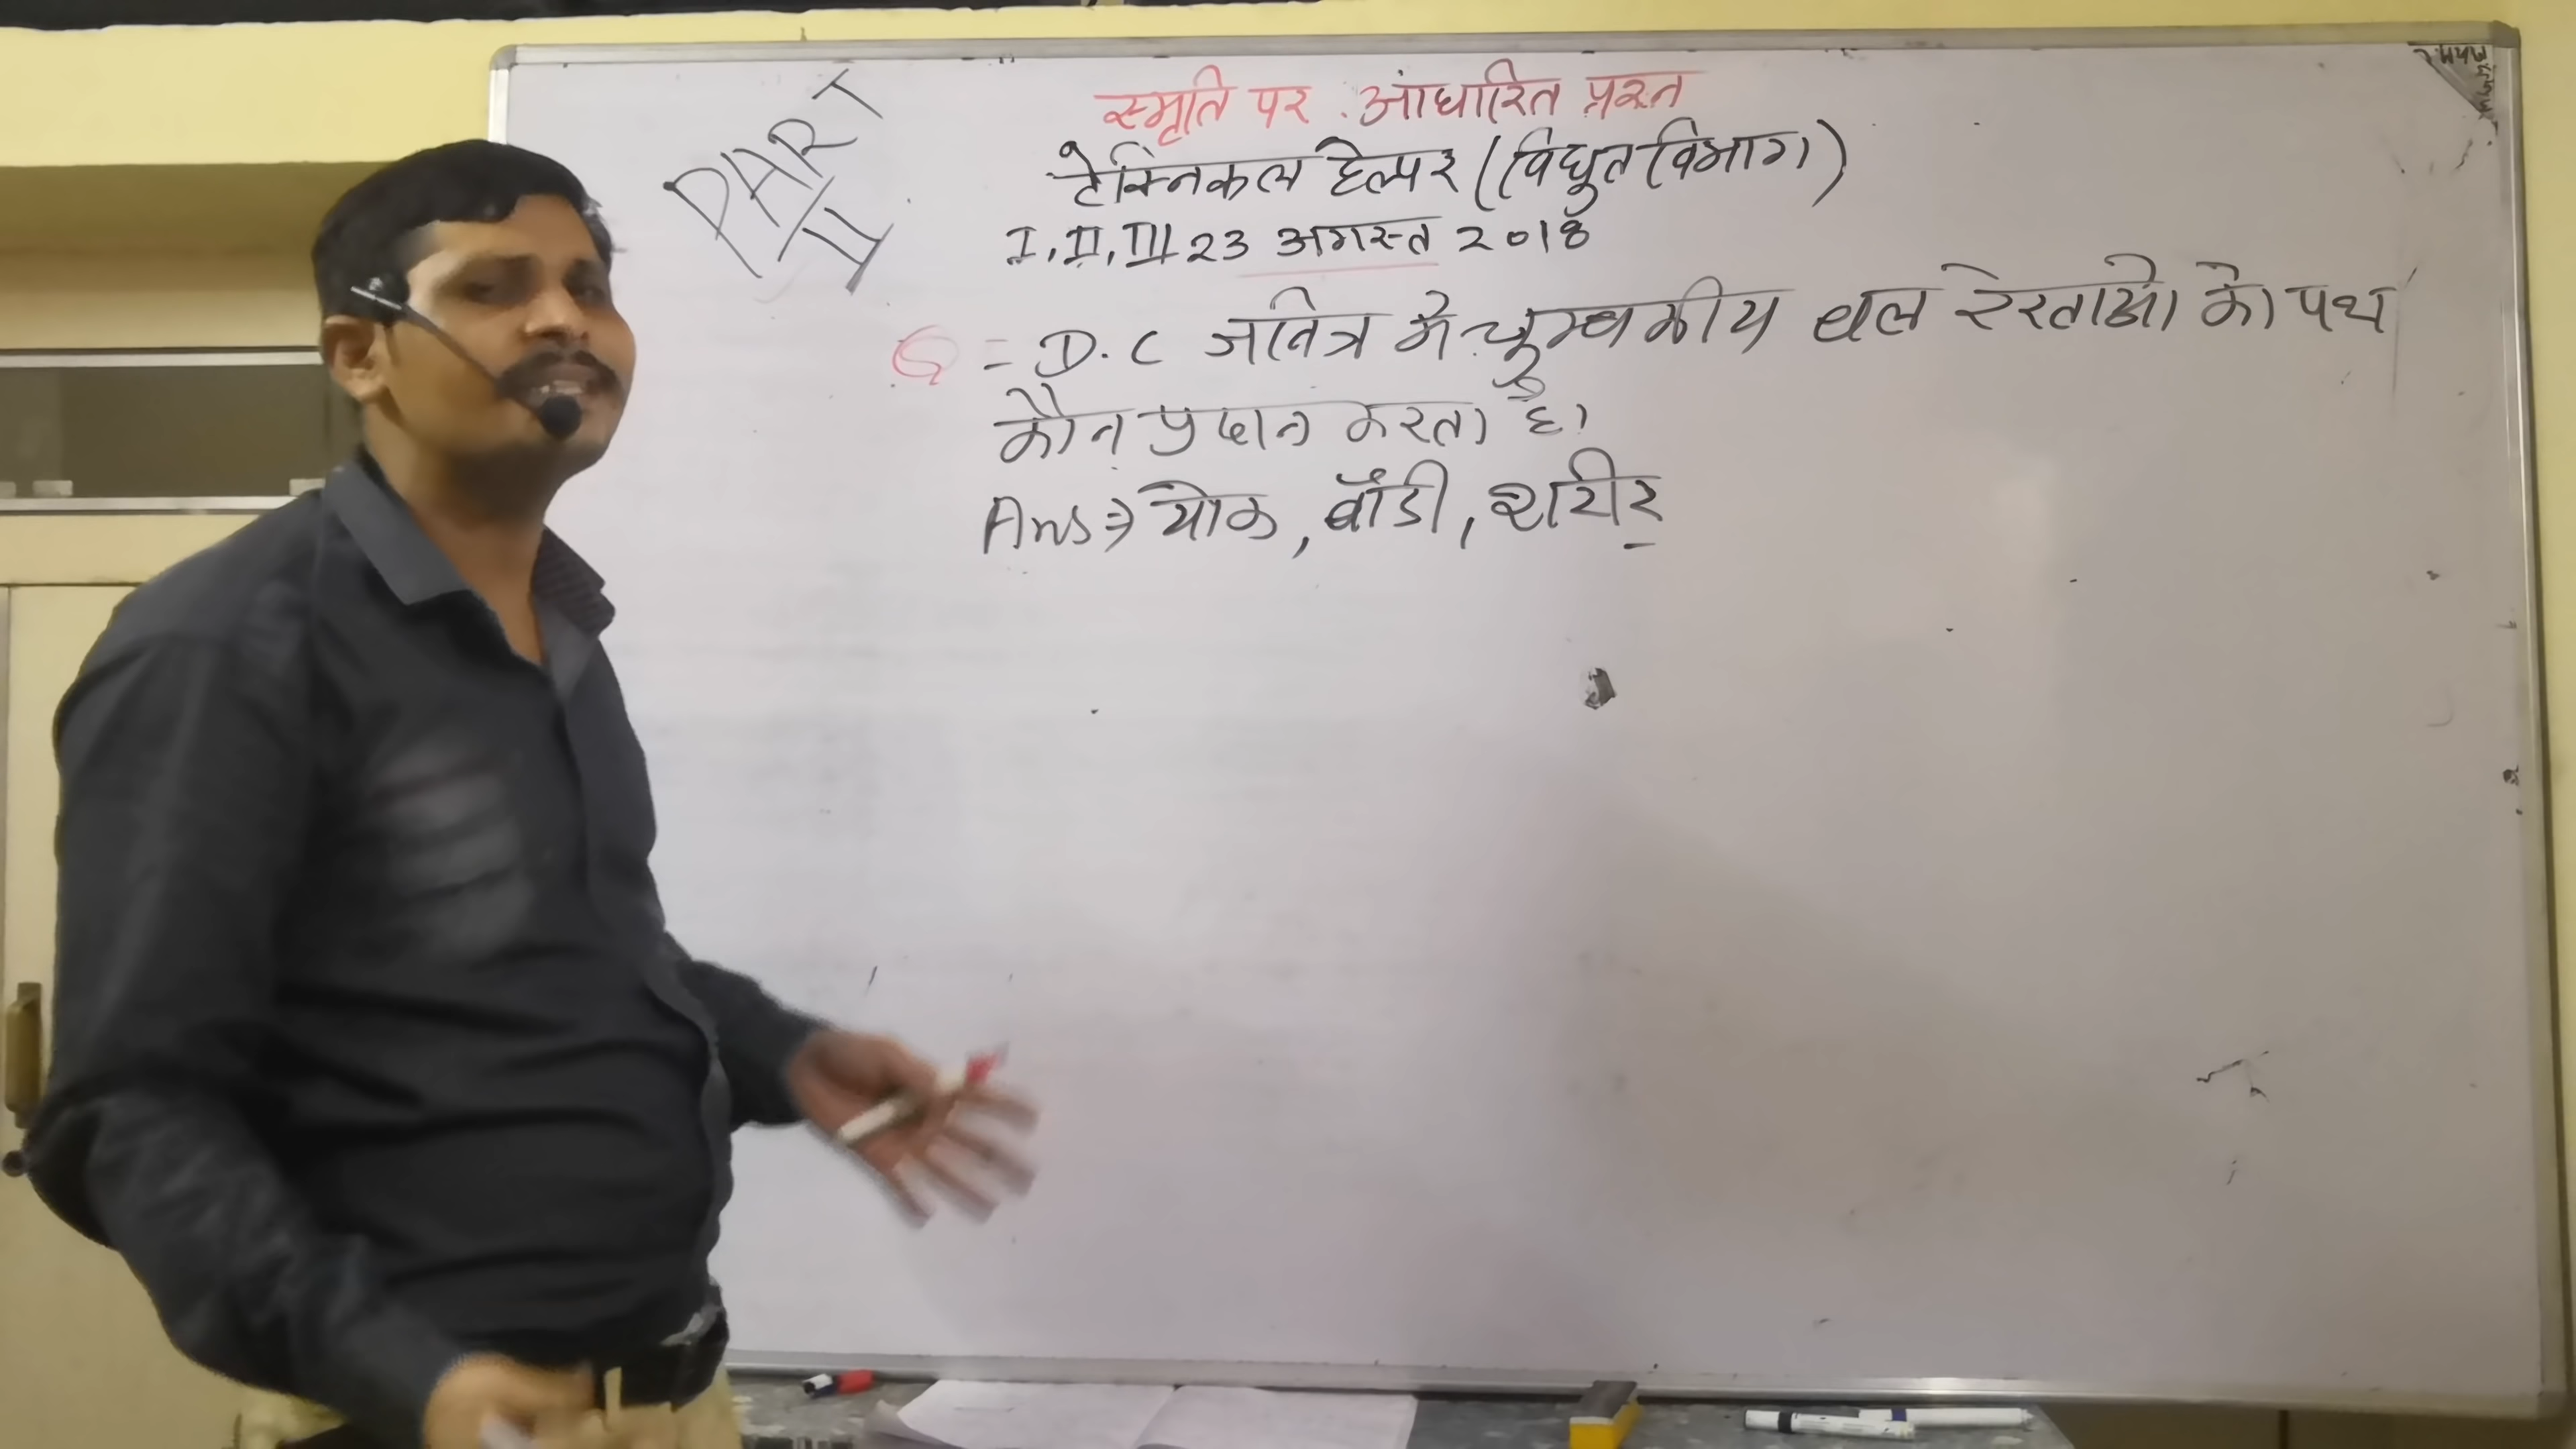 PART
II
स्मृति पर आधारित प्रश्न
टेक्निकल हेल्पर (विद्युत विभाग)
I, II, III 23 अगस्त 2018
Q = D.C जनित्र मे चुम्बकीय बल रेखाओ को पथ
कौन प्रदान करता है।
Ans → योक, बॉडी, शरीर